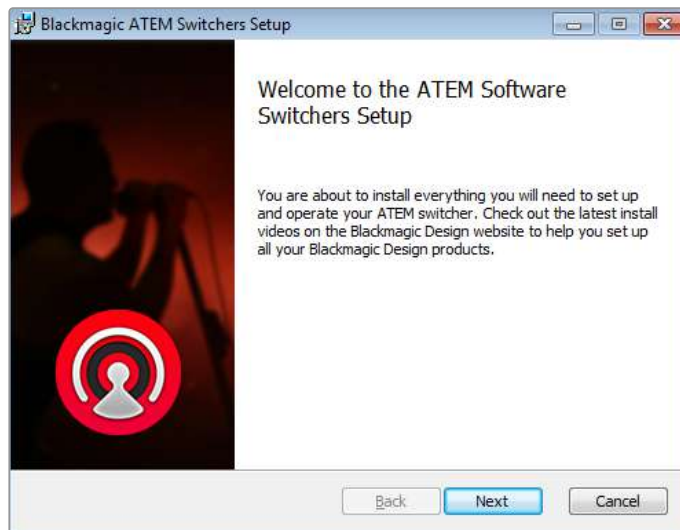 Blackmagic ATEM Switchers Setup
Welcome to the ATEM Software
Switchers Setup
You are about to install everything you will need to set up
and operate your ATEM switcher. Check out the latest install
videos on the Blackmagic Design website to help you set up
all your Blackmagic Design products.
Back Next Cancel